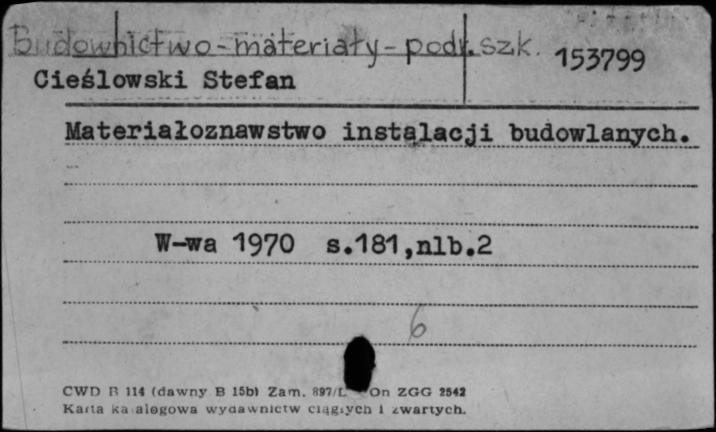 Budownictwo-materiały-podr.szk. 153799
Cieślowski Stefan
Materiałoznawstwo instalacji budowlanych.
W-wa 1970 s.181,nlb.2
6
CWD B 114 (dawny B 15b) Zam. 897/L On ZGG 2542
Karta katalogowa wydawnictw ciągłych i zwartych.